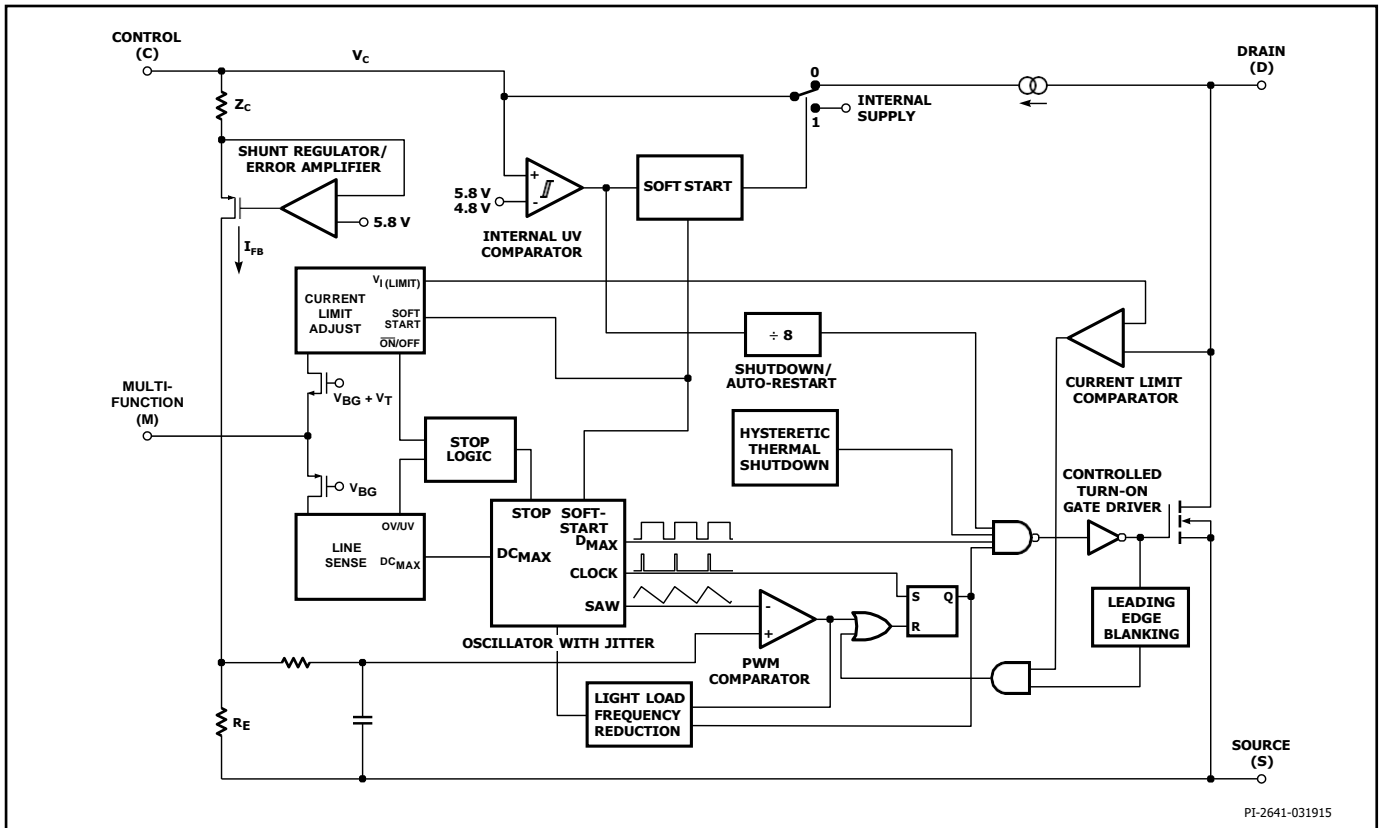 CONTROL
(C)
V_C
0
DRAIN
(D)
1
INTERNAL
SUPPLY
Z_C
SHUNT REGULATOR/
ERROR AMPLIFIER
5.8 V
I_FB
+
-
5.8 V
4.8 V
INTERNAL UV
COMPARATOR
SOFT START
CURRENT
LIMIT
ADJUST
V_I (LIMIT)
SOFT
START
ON/OFF
÷ 8
SHUTDOWN/
AUTO-RESTART
CURRENT LIMIT
COMPARATOR
MULTI-
FUNCTION
(M)
V_BG + V_T
V_BG
STOP
LOGIC
HYSTERETIC
THERMAL
SHUTDOWN
CONTROLLED
TURN-ON
GATE DRIVER
LINE
SENSE
OV/UV
DC_MAX
STOP
SOFT-
START
DC_MAX
D_MAX
CLOCK
SAW
OSCILLATOR WITH JITTER
-
+
PWM
COMPARATOR
S
Q
R
LEADING
EDGE
BLANKING
LIGHT LOAD
FREQUENCY
REDUCTION
R_E
SOURCE
(S)
PI-2641-031915